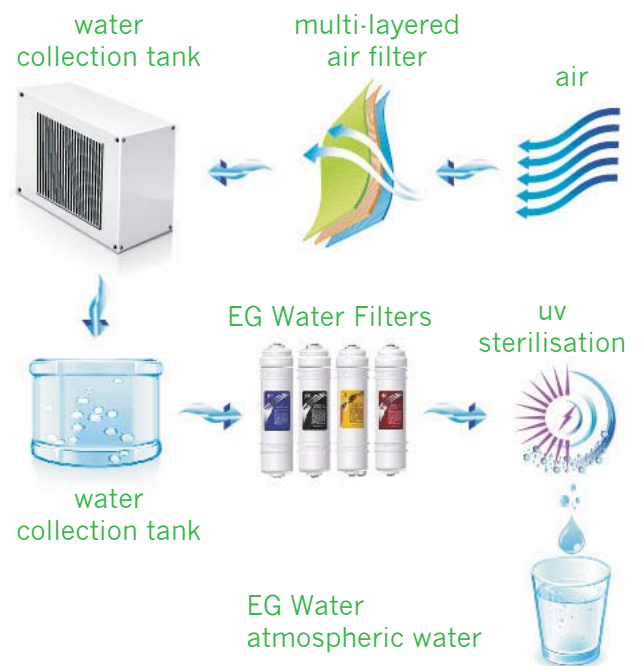 water
collection tank
multi-layered
air filter
air
EG Water Filters
uv
sterilisation
water
collection tank
EG Water
atmospheric water